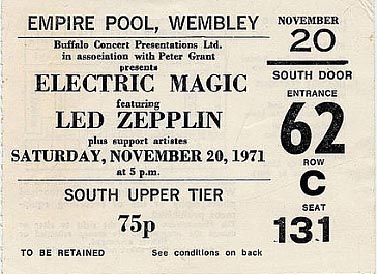 EMPIRE POOL, WEMBLEY
Buffalo Concert Presentations Ltd.
in association with Peter Grant
presents
ELECTRIC MAGIC
featuring
LED ZEPPLIN
plus support artistes
SATURDAY, NOVEMBER 20, 1971
at 5 p.m.
SOUTH UPPER TIER
75p
TO BE RETAINED See conditions on back
NOVEMBER
20
SOUTH DOOR
ENTRANCE
62
ROW
C
SEAT
131